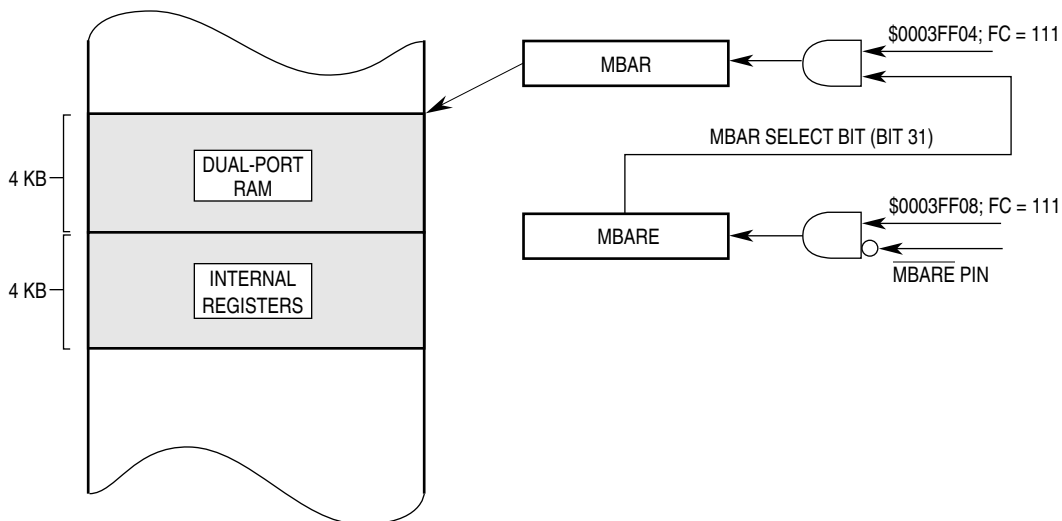 $0003FF04; FC = 111
MBAR
MBAR SELECT BIT (BIT 31)
DUAL-PORT
RAM
4 KB
$0003FF08; FC = 111
MBARE
MBARE PIN
INTERNAL
REGISTERS
4 KB